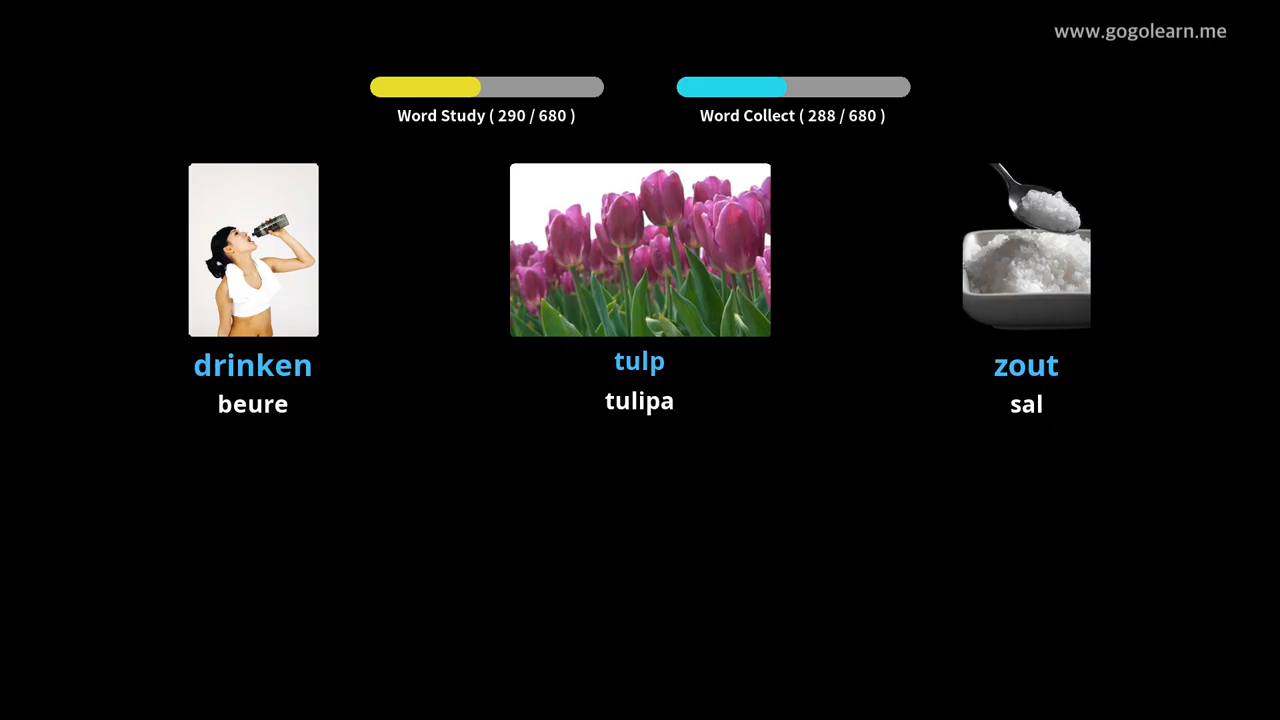 www.gogolearn.me
Word Study ( 290 / 680 )
Word Collect ( 288 / 680 )
drinken
beure
tulp
tulipa
zout
sal